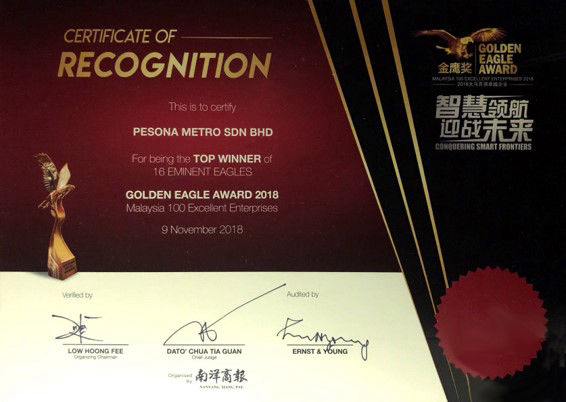 CERTIFICATE OF
RECOGNITION
This is to certify
PESONA METRO SDN BHD
For being the TOP WINNER of
16 EMINENT EAGLES
GOLDEN EAGLE AWARD 2018
Malaysia 100 Excellent Enterprises
9 November 2018
金鹰奖
GOLDEN
EAGLE
AWARD
MALAYSIA 100 EXCELLENT ENTERPRISES 2018
智慧领航
迎战未来
CONQUERING SMART FRONTIERS
Verified by
Audited by
LOW HOONG FEE
Organizing Chairman
DATO' CHUA TIA GUAN
Chief Judge
ERNST & YOUNG
Organised
By
南洋商報
NANYANG SIANG PAU